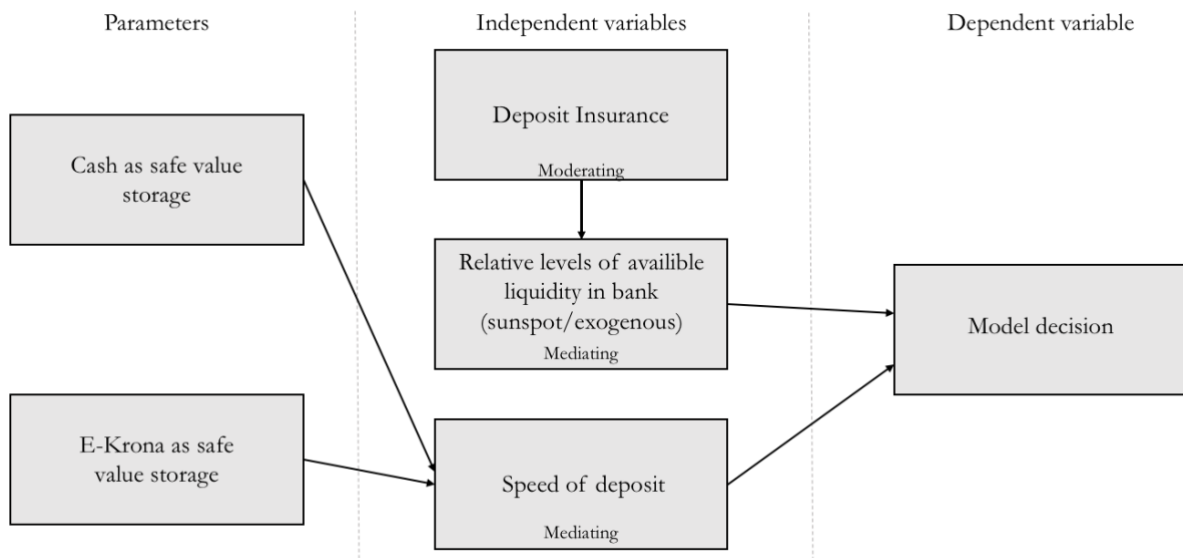 Parameters
Independent variables
Dependent variable
Deposit Insurance
Moderating
Cash as safe value
storage
Relative levels of availible
liquidity in bank
(sunspot/exogenous)
Mediating
Model decision
E-Krona as safe
value storage
Speed of deposit
Mediating